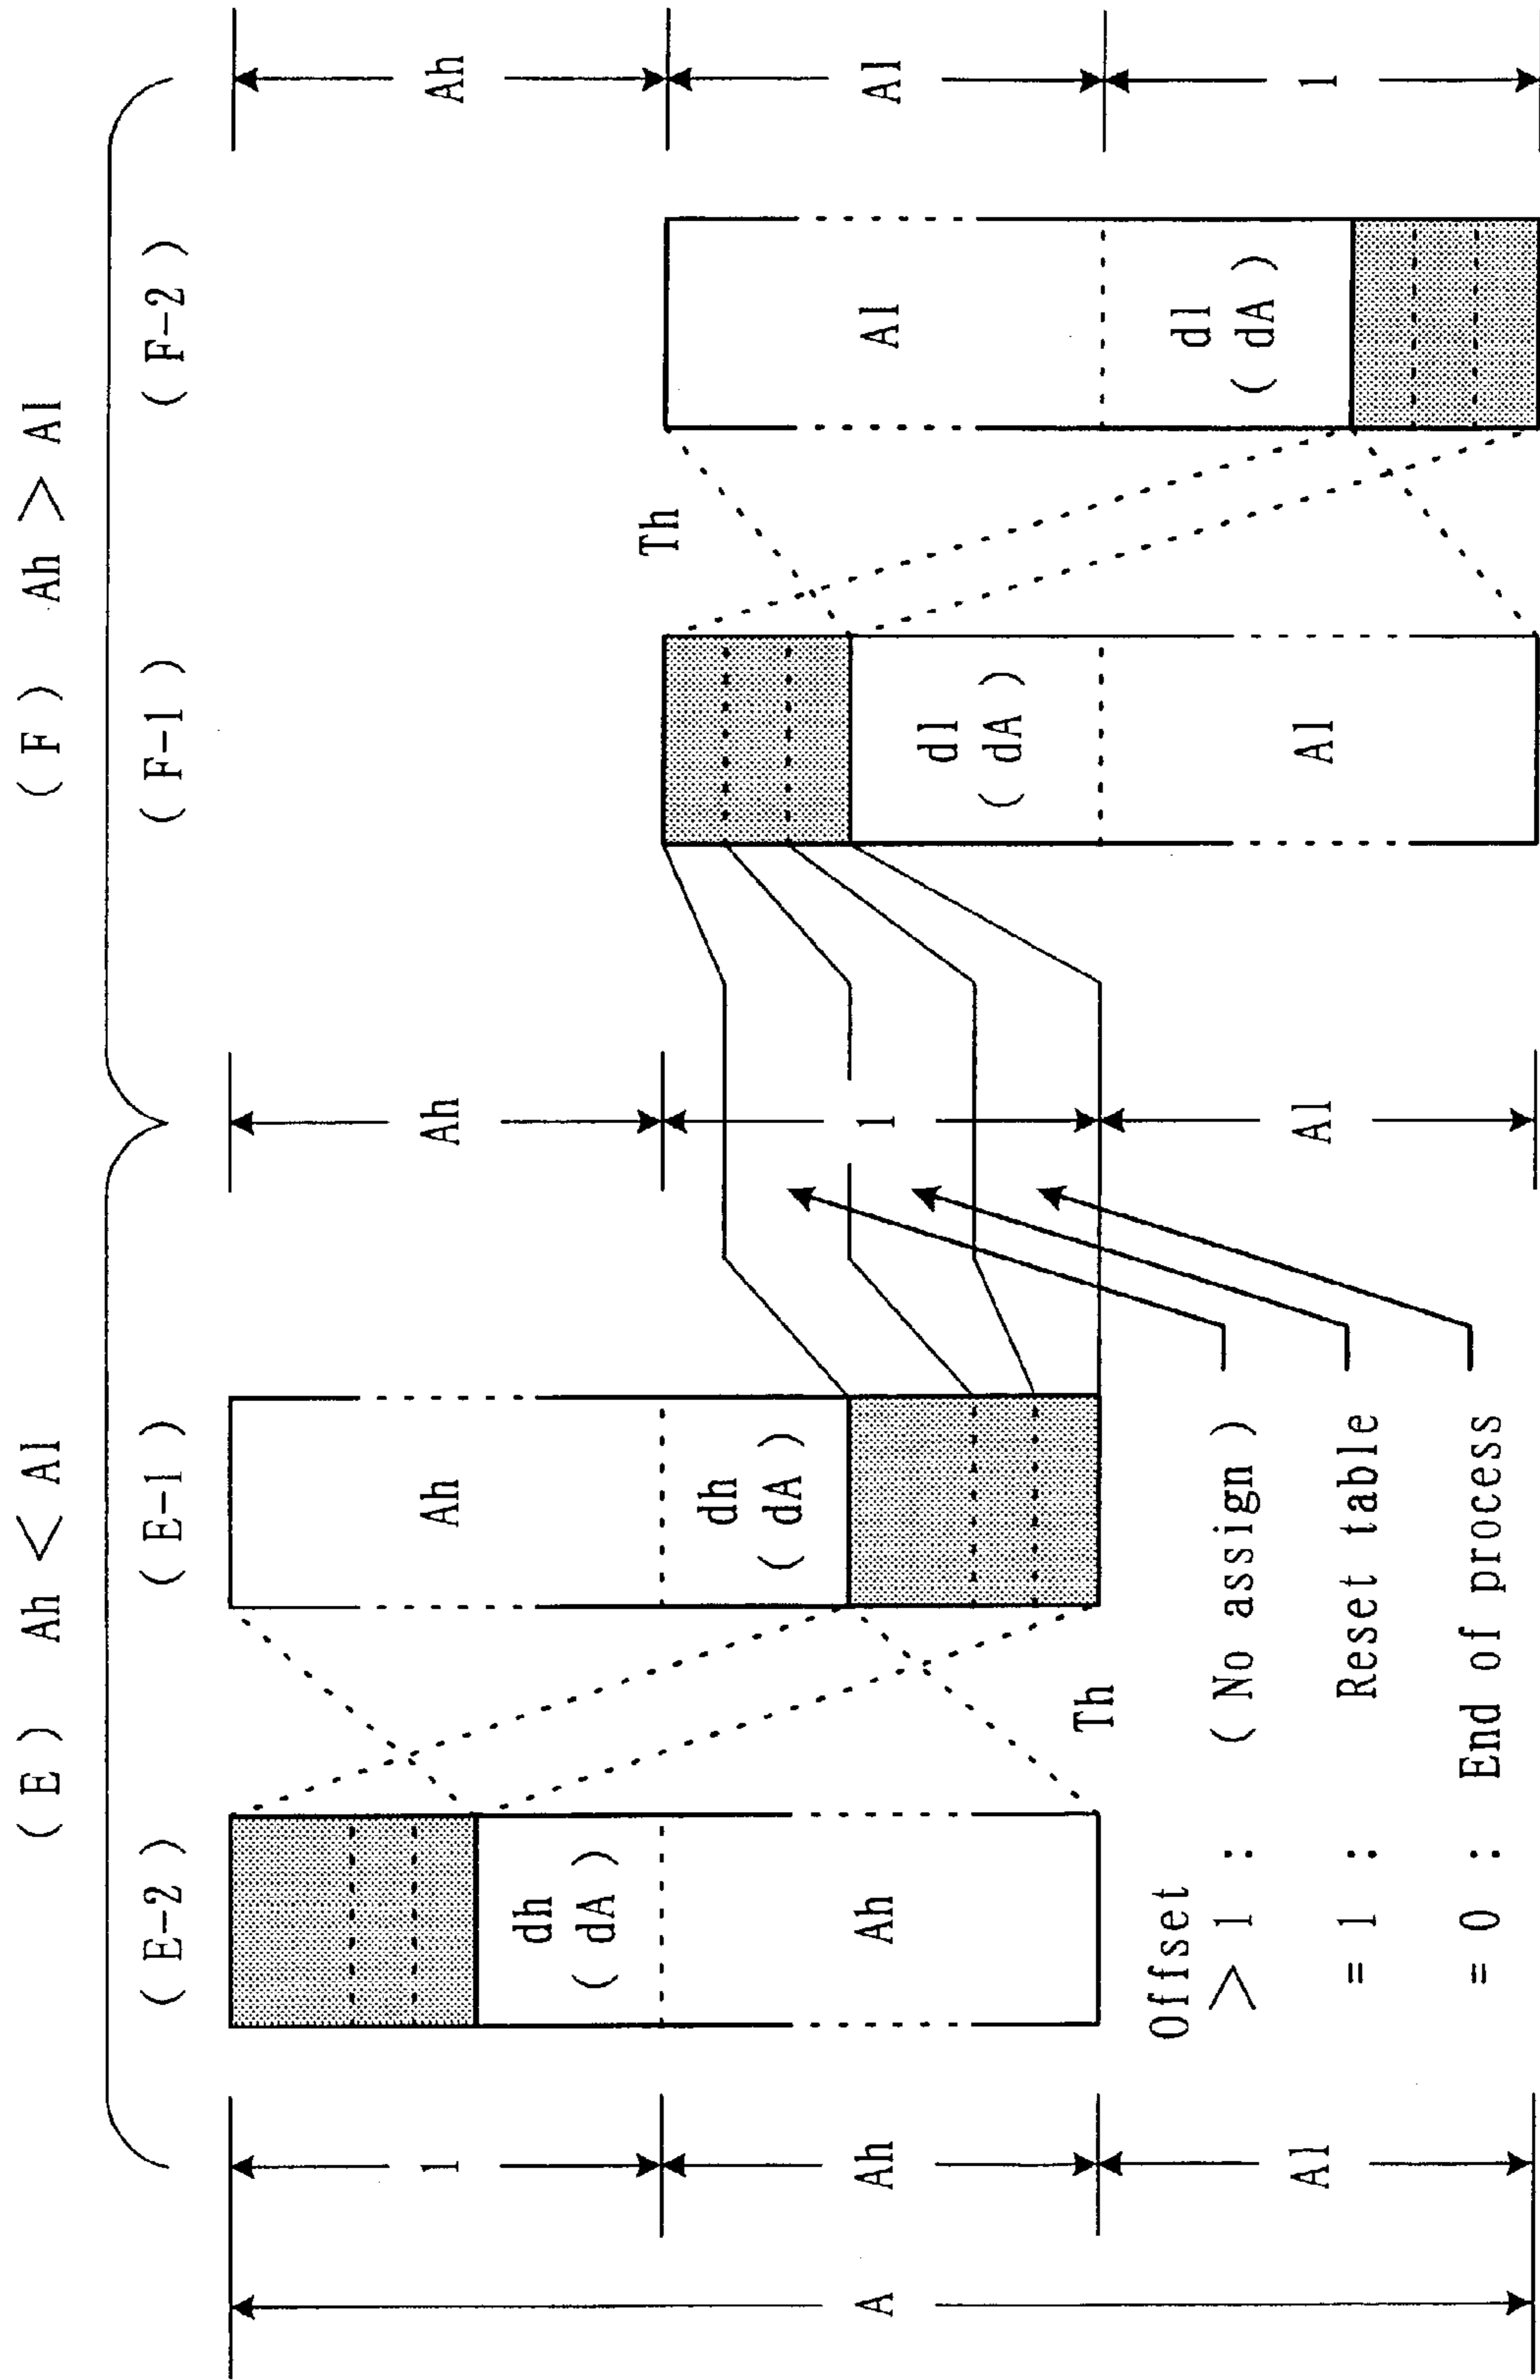 ( E ) Ah < Al
( F ) Ah > Al
( E-2 )
( E-1 )
( F-1 )
( F-2 )
1
Ah
Ah
Ah
dh
( dA )
Th
dh
( dA )
A
Ah
Ah
1
Al
Al
dl
( dA )
Th
dl
( dA )
Al
Al
Al
1
Offset
> 1 : ( No assign )
= 1 : Reset table
= 0 : End of process